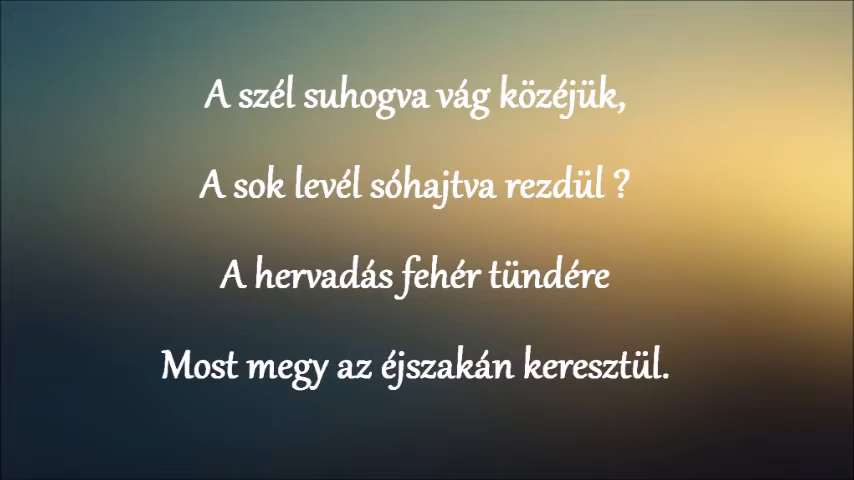 A szél suhogva vág közéjük,
A sok levél sóhajtva rezdül ?
A hervadás fehér tündére
Most megy az éjszakán keresztül.